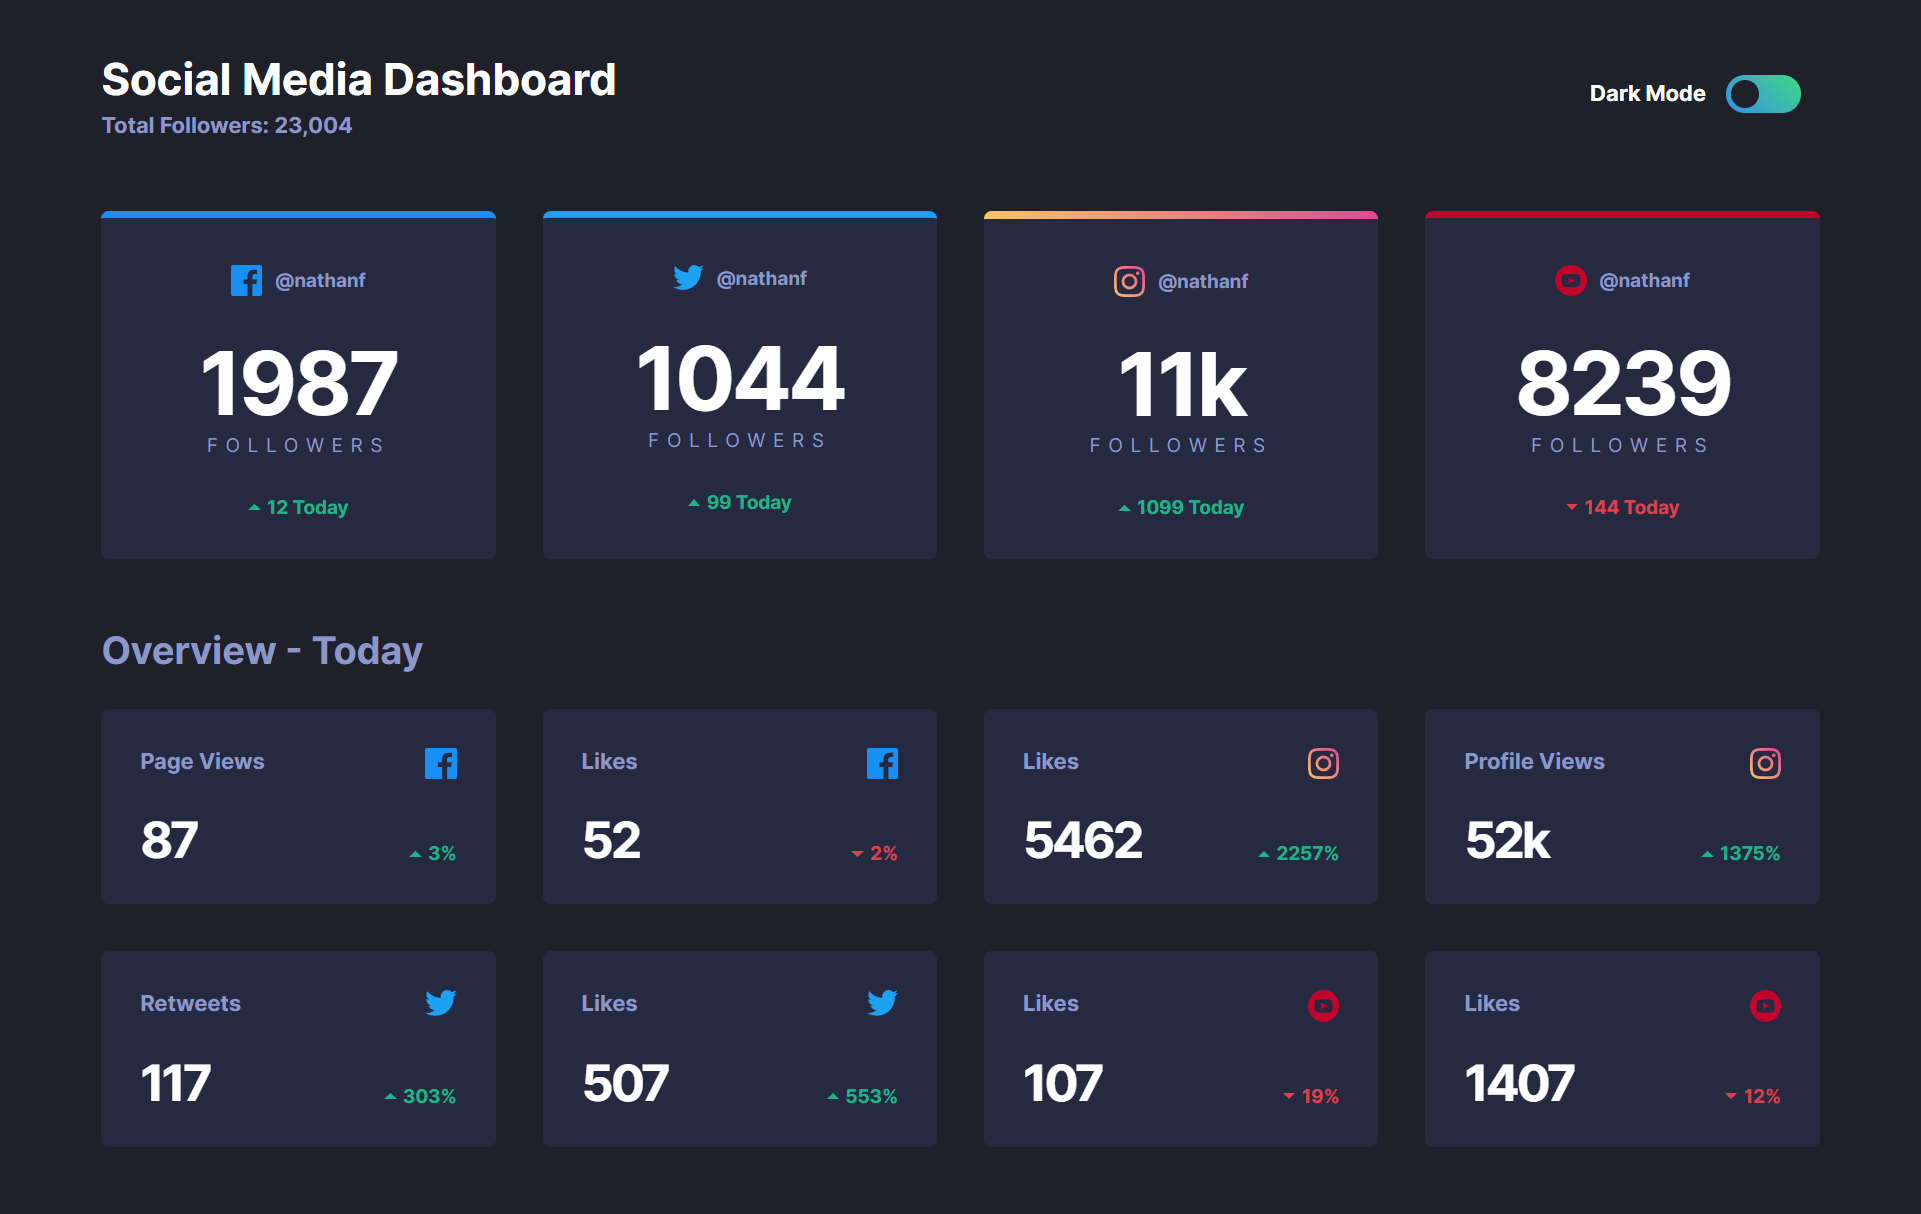 Social Media Dashboard
Total Followers: 23,004
Dark Mode
@nathanf
1987
FOLLOWERS
12 Today
@nathanf
1044
FOLLOWERS
99 Today
@nathanf
11k
FOLLOWERS
1099 Today
@nathanf
8239
FOLLOWERS
144 Today
Overview - Today
Page Views
87
3%
Likes
52
2%
Likes
5462
2257%
Profile Views
52k
1375%
Retweets
117
303%
Likes
507
553%
Likes
107
19%
Likes
1407
12%